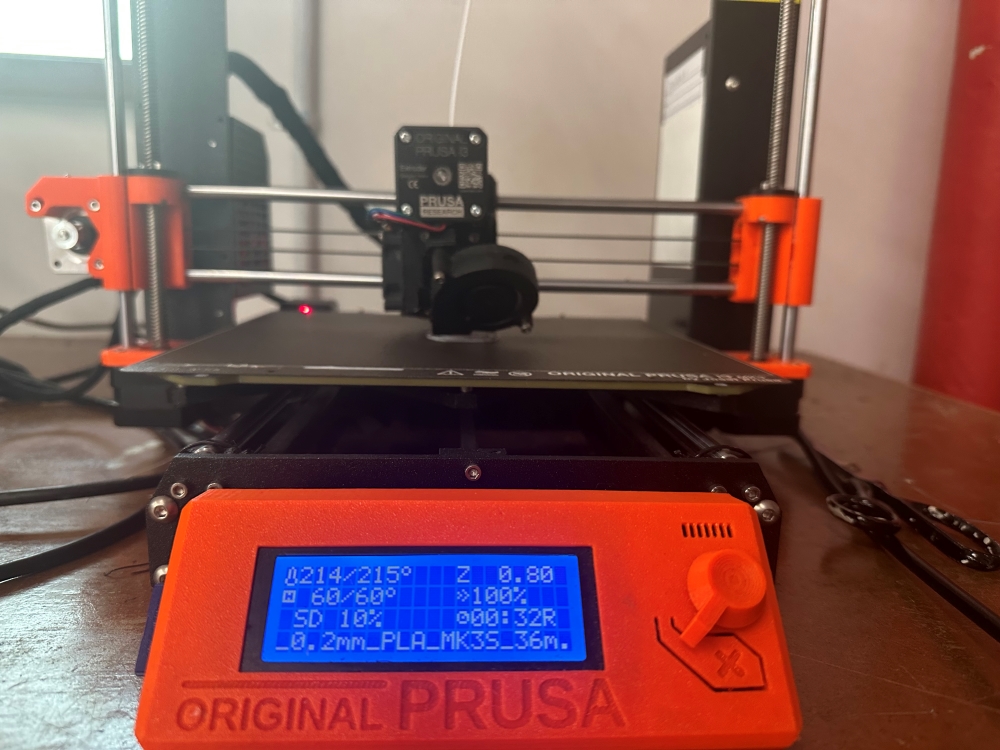 ORIGINAL
PRUSA i3
CE
PRUSA
RESEARCH
ORIGINAL PRUSA
214/215° Z 0.80
60/60° 100%
SD 10% 00:32R
_0.2mm_PLA_MK3S_36m.
ORIGINAL PRUSA